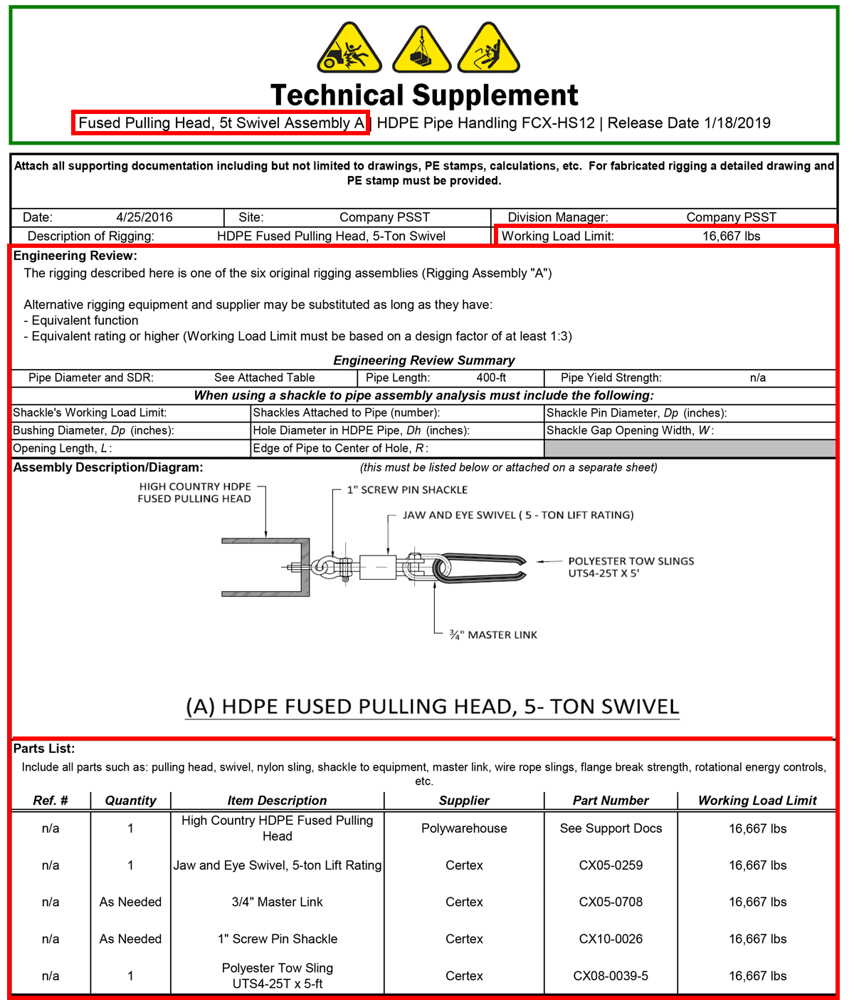 Technical Supplement
Fused Pulling Head, 5t Swivel Assembly A | HDPE Pipe Handling FCX-HS12 | Release Date 1/18/2019
Attach all supporting documentation including but not limited to drawings, PE stamps, calculations, etc. For fabricated rigging a detailed drawing and
PE stamp must be provided.
Date: 4/25/2016 Site: Company PSST Division Manager: Company PSST
Description of Rigging: HDPE Fused Pulling Head, 5-Ton Swivel Working Load Limit: 16,667 lbs
Engineering Review:
The rigging described here is one of the six original rigging assemblies (Rigging Assembly "A")
Alternative rigging equipment and supplier may be substituted as long as they have:
- Equivalent function
- Equivalent rating or higher (Working Load Limit must be based on a design factor of at least 1:3)
Engineering Review Summary
Pipe Diameter and SDR: See Attached Table Pipe Length: 400-ft Pipe Yield Strength: n/a
When using a shackle to pipe assembly analysis must include the following:
Shackle's Working Load Limit: Shackles Attached to Pipe (number): Shackle Pin Diameter, Dp (inches):
Bushing Diameter, Dp (inches): Hole Diameter in HDPE Pipe, Dh (inches): Shackle Gap Opening Width, W:
Opening Length, L: Edge of Pipe to Center of Hole, R:
Assembly Description/Diagram: (this must be listed below or attached on a separate sheet)
HIGH COUNTRY HDPE
FUSED PULLING HEAD
1" SCREW PIN SHACKLE
JAW AND EYE SWIVEL ( 5 - TON LIFT RATING)
POLYESTER TOW SLINGS
UTS4-25T X 5'
¾" MASTER LINK
(A) HDPE FUSED PULLING HEAD, 5- TON SWIVEL
Parts List:
Include all parts such as: pulling head, swivel, nylon sling, shackle to equipment, master link, wire rope slings, flange break strength, rotational energy controls,
etc.
Ref. # Quantity Item Description Supplier Part Number Working Load Limit
n/a 1 High Country HDPE Fused Pulling Head Polywarehouse See Support Docs 16,667 lbs
n/a 1 Jaw and Eye Swivel, 5-ton Lift Rating Certex CX05-0259 16,667 lbs
n/a As Needed 3/4" Master Link Certex CX05-0708 16,667 lbs
n/a As Needed 1" Screw Pin Shackle Certex CX10-0026 16,667 lbs
n/a 1 Polyester Tow Sling UTS4-25T x 5-ft Certex CX08-0039-5 16,667 lbs